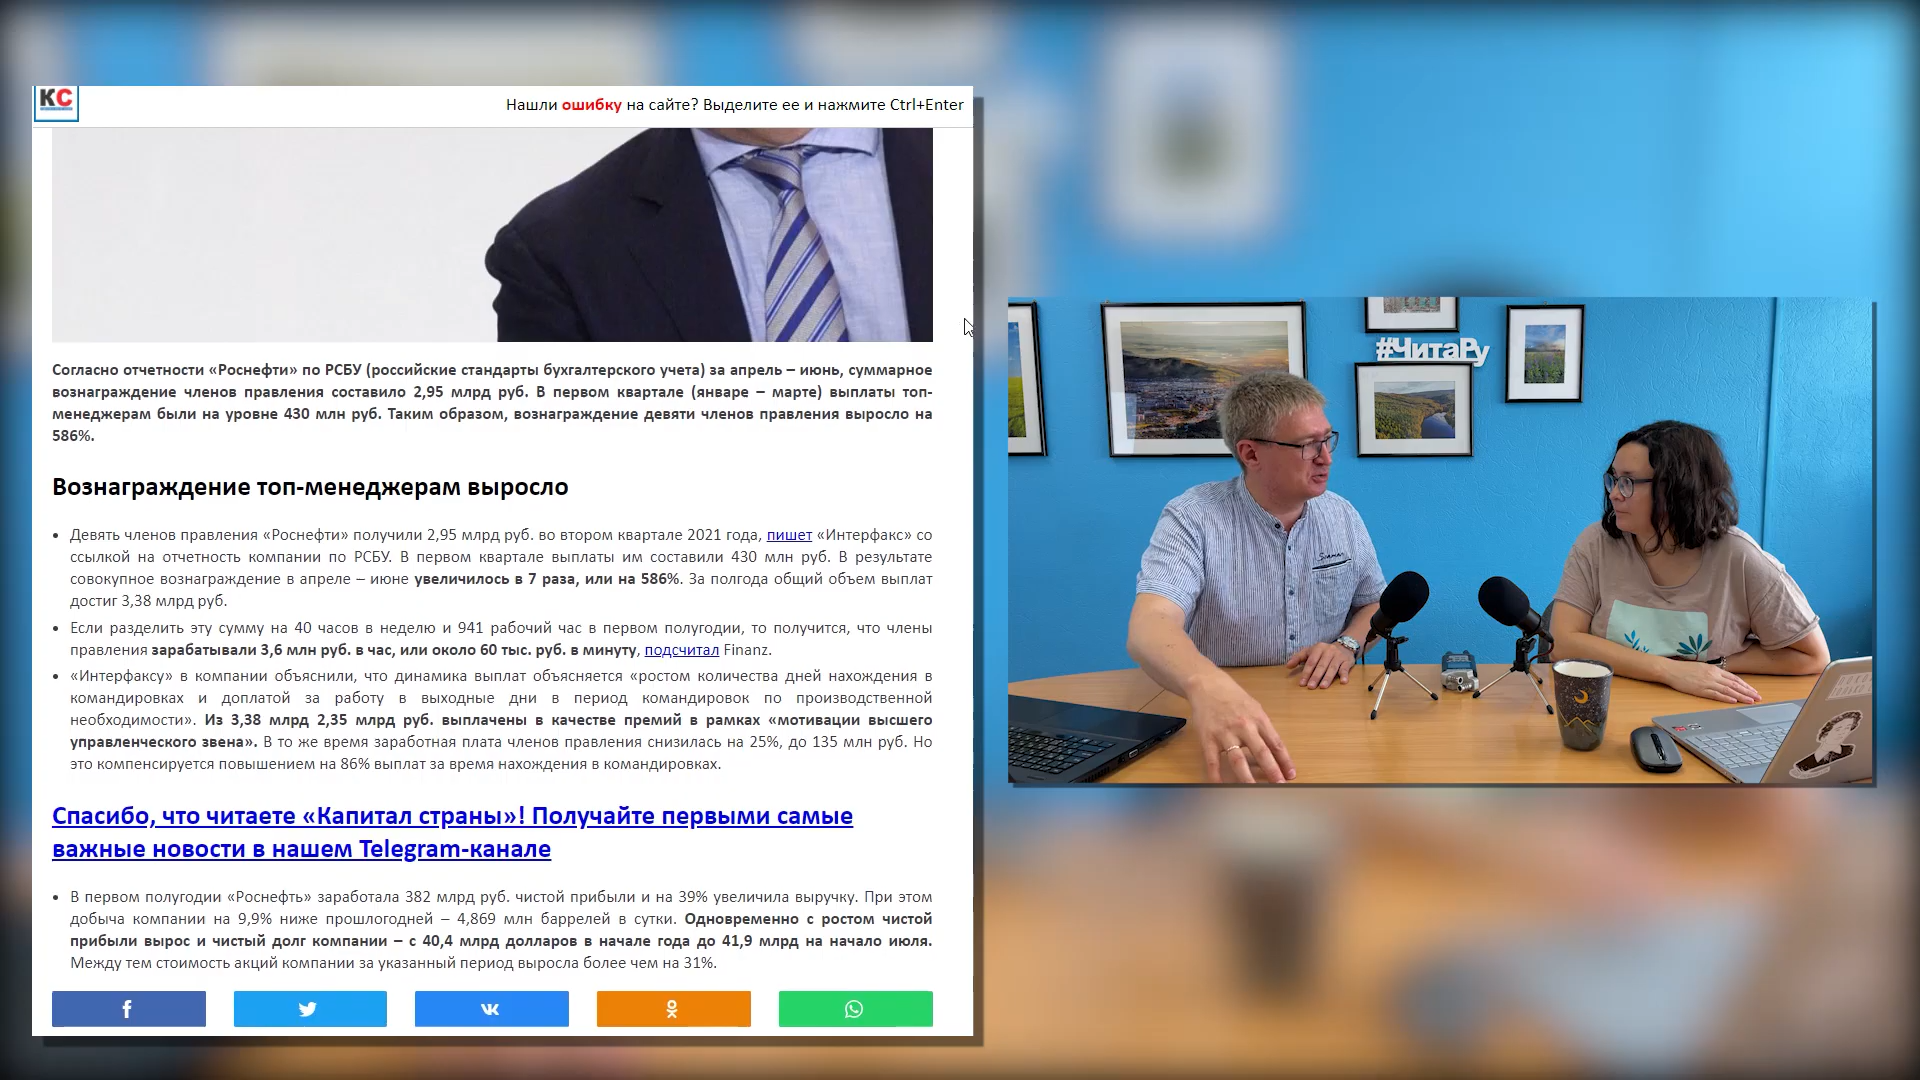 КС
Нашли ошибку на сайте? Выделите ее и нажмите Ctrl+Enter
Согласно отчетности «Роснефти» по РСБУ (российские стандарты бухгалтерского учета) за апрель – июнь, суммарное
вознаграждение членов правления составило 2,95 млрд руб. В первом квартале (январе – марте) выплаты топ-
менеджерам были на уровне 430 млн руб. Таким образом, вознаграждение девяти членов правления выросло на
586%.
Вознаграждение топ-менеджерам выросло
• Девять членов правления «Роснефти» получили 2,95 млрд руб. во втором квартале 2021 года, пишет «Интерфакс» со
ссылкой на отчетность компании по РСБУ. В первом квартале выплаты им составили 430 млн руб. В результате
совокупное вознаграждение в апреле – июне увеличилось в 7 раза, или на 586%. За полгода общий объем выплат
достиг 3,38 млрд руб.
• Если разделить эту сумму на 40 часов в неделю и 941 рабочий час в первом полугодии, то получится, что члены
правления зарабатывали 3,6 млн руб. в час, или около 60 тыс. руб. в минуту, подсчитал Finanz.
• «Интерфаксу» в компании объяснили, что динамика выплат объясняется «ростом количества дней нахождения в
командировках и доплатой за работу в выходные дни в период командировок по производственной
необходимости». Из 3,38 млрд 2,35 млрд руб. выплачены в качестве премий в рамках «мотивации высшего
управленческого звена». В то же время заработная плата членов правления снизилась на 25%, до 135 млн руб. Но
это компенсируется повышением на 86% выплат за время нахождения в командировках.
Спасибо, что читаете «Капитал страны»! Получайте первыми самые
важные новости в нашем Telegram-канале
• В первом полугодии «Роснефть» заработала 382 млрд руб. чистой прибыли и на 39% увеличила выручку. При этом
добыча компании на 9,9% ниже прошлогодней – 4,869 млн баррелей в сутки. Одновременно с ростом чистой
прибыли вырос и чистый долг компании – с 40,4 млрд долларов в начале года до 41,9 млрд на начало июля.
Между тем стоимость акций компании за указанный период выросла более чем на 31%.
#ЧитаРу